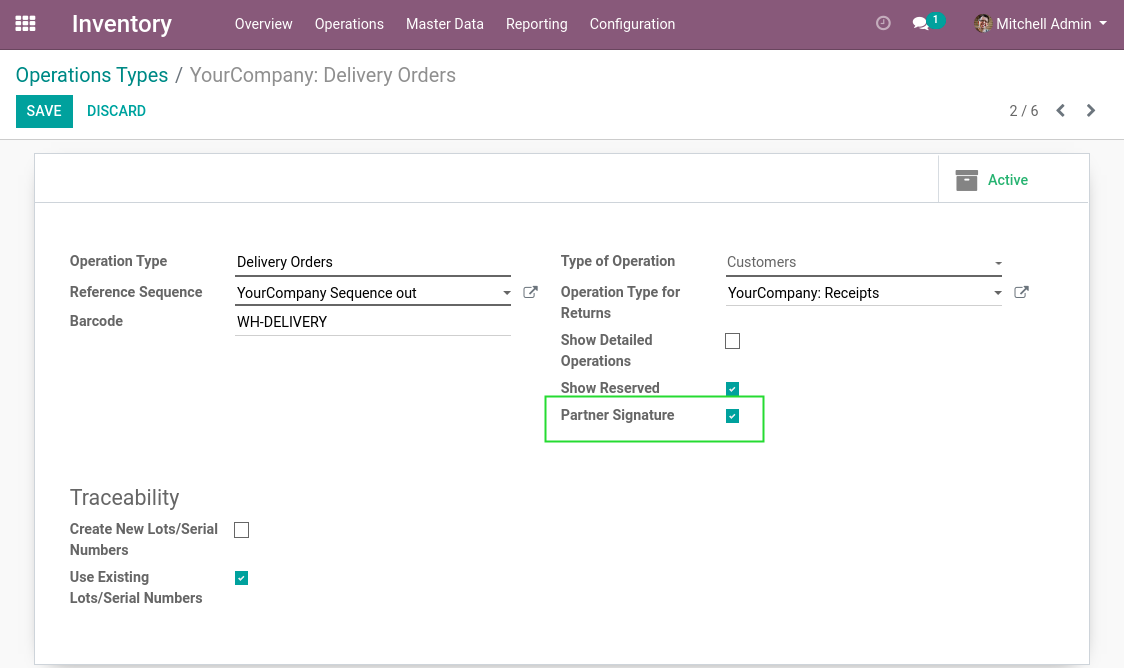 Inventory Overview Operations Master Data Reporting Configuration 1 Mitchell Admin
Operations Types / YourCompany: Delivery Orders
SAVE DISCARD 2 / 6
Active
Operation Type Delivery Orders
Reference Sequence YourCompany Sequence out
Barcode WH-DELIVERY
Type of Operation Customers
Operation Type for YourCompany: Receipts
Returns
Show Detailed
Operations
Show Reserved
Partner Signature
Traceability
Create New Lots/Serial
Numbers
Use Existing
Lots/Serial Numbers